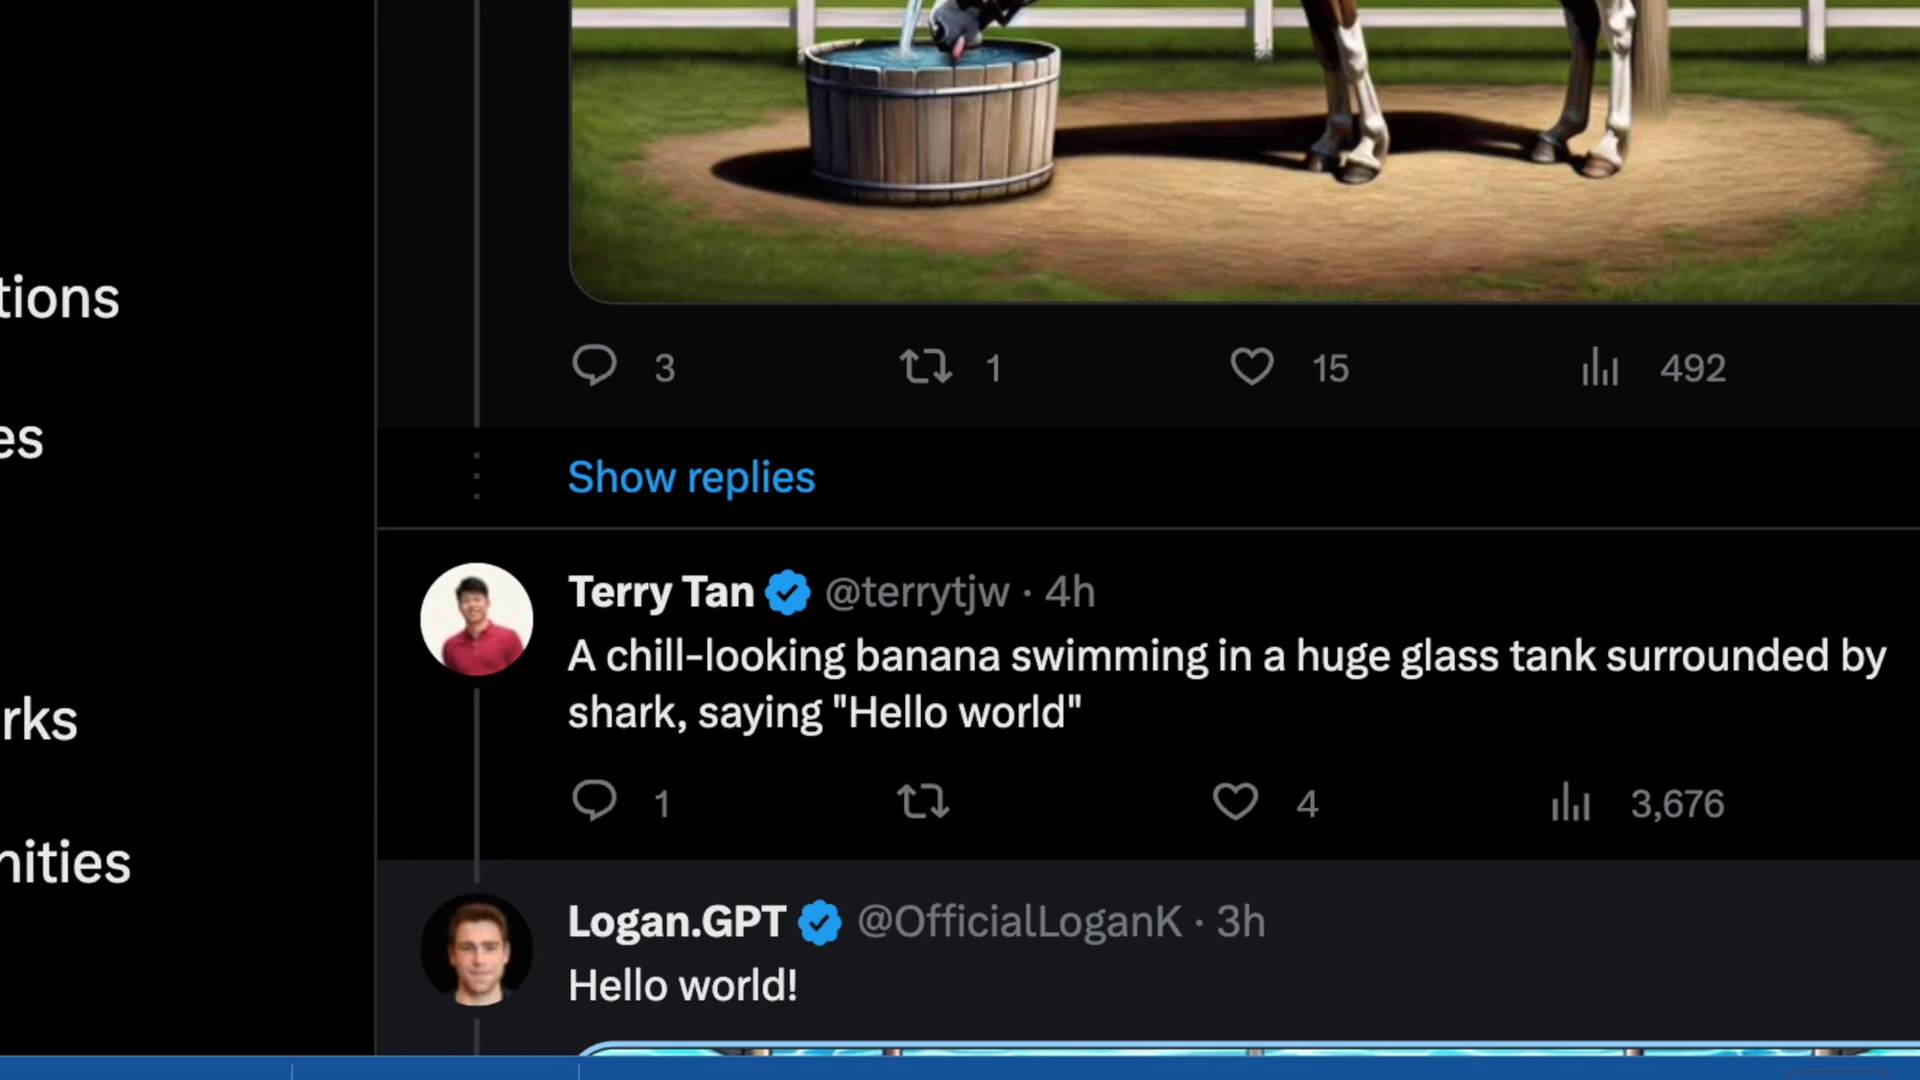 tions
es
rks
nities
3 1 15 492
Show replies
Terry Tan @terrytjw · 4h
A chill-looking banana swimming in a huge glass tank surrounded by
shark, saying "Hello world"
1 4 3,676
Logan.GPT @OfficialLoganK · 3h
Hello world!